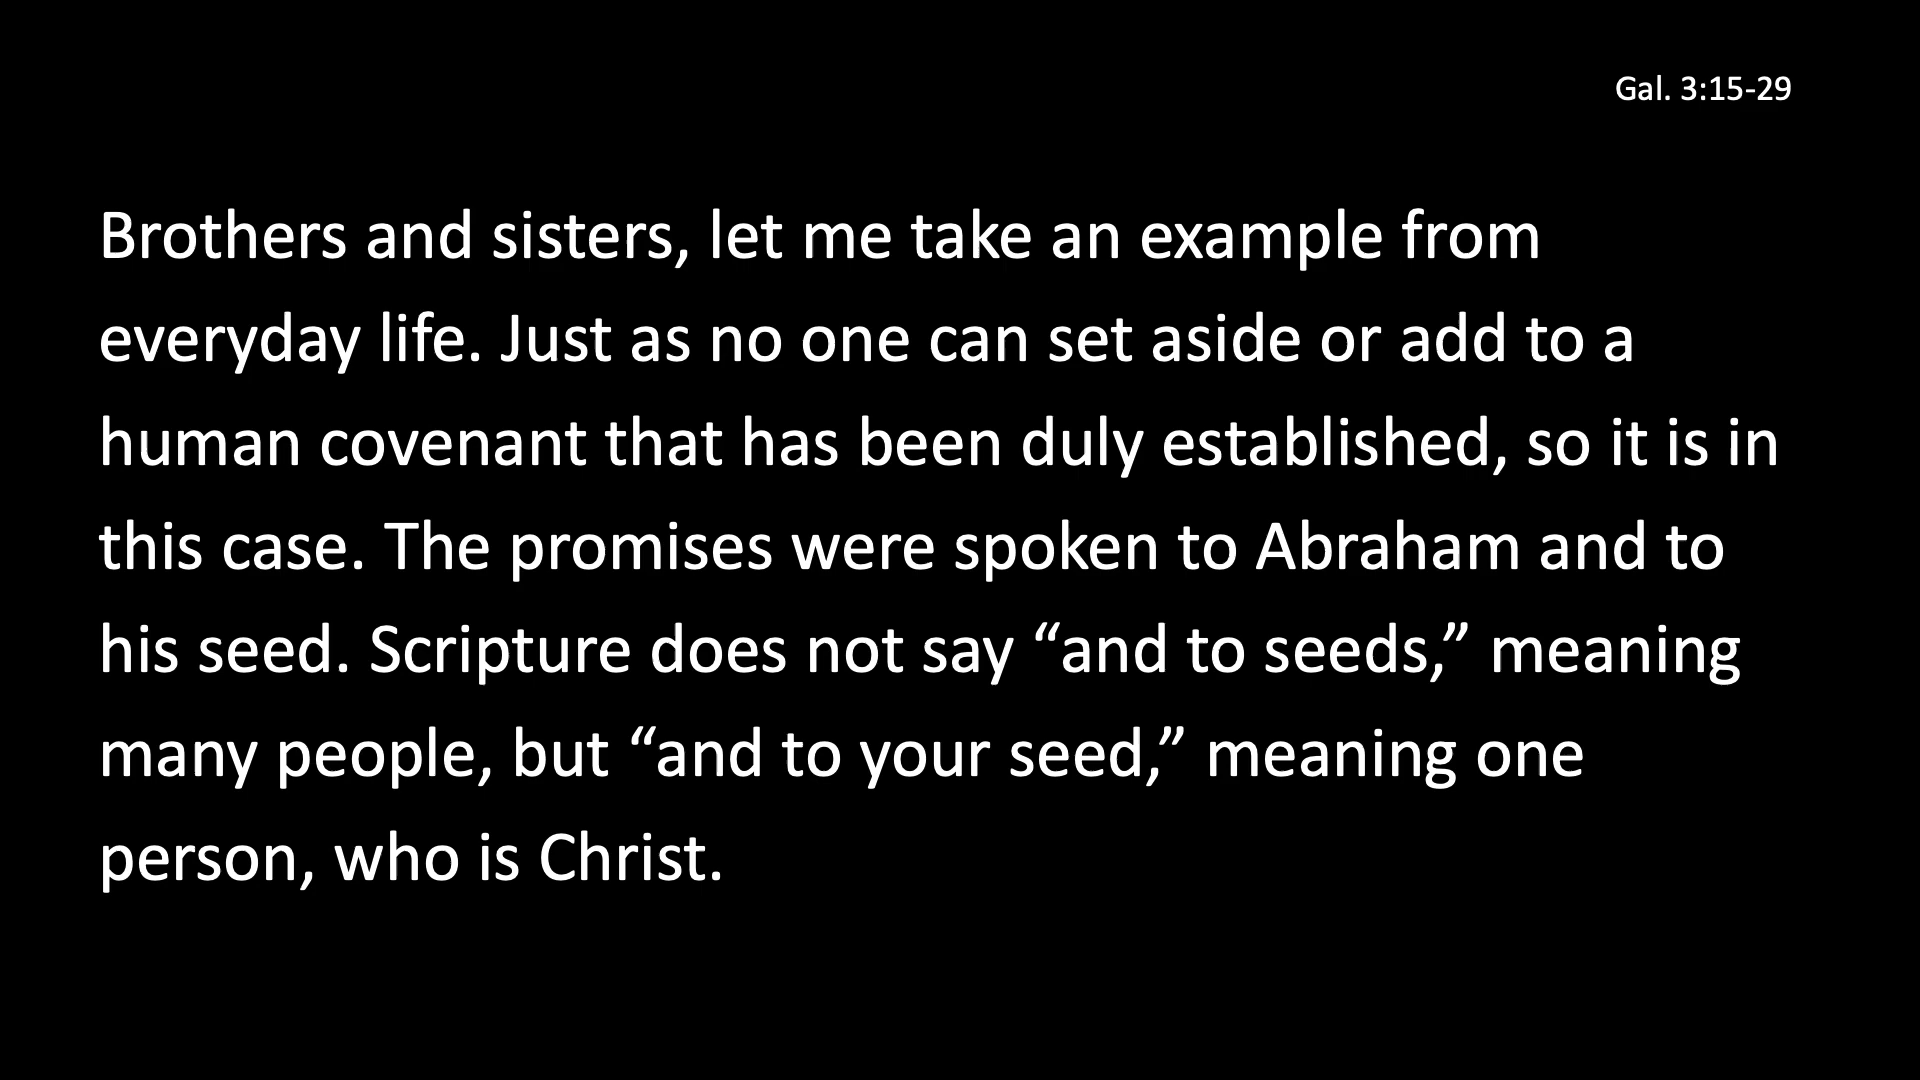 Gal. 3:15-29
Brothers and sisters, let me take an example from
everyday life. Just as no one can set aside or add to a
human covenant that has been duly established, so it is in
this case. The promises were spoken to Abraham and to
his seed. Scripture does not say “and to seeds,” meaning
many people, but “and to your seed,” meaning one
person, who is Christ.